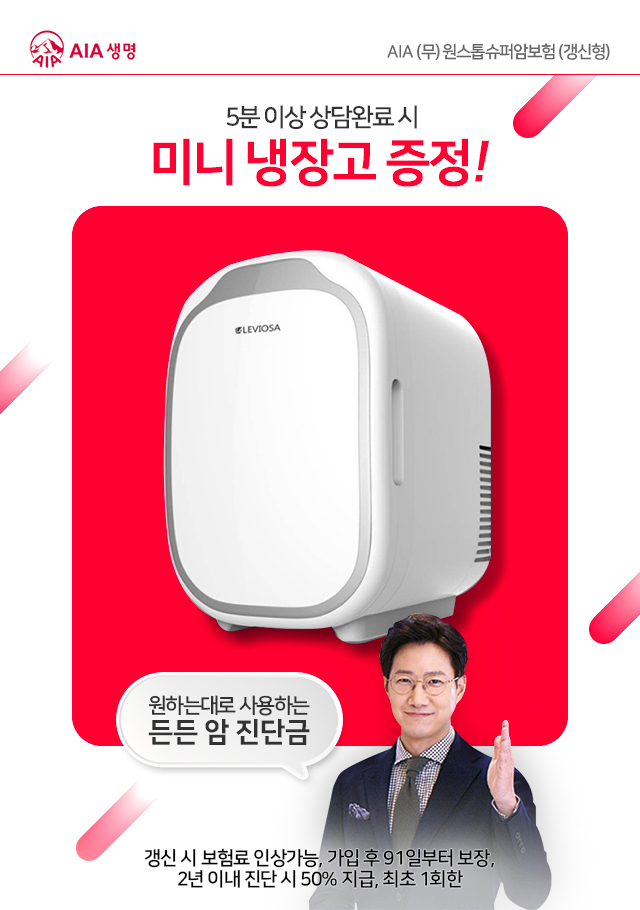 AIA 생명
AIA (무) 원스톱슈퍼암보험 (갱신형)
5분 이상 상담완료 시
미니 냉장고 증정!
LEVIOSA
원하는대로 사용하는
든든 암 진단금
갱신 시 보험료 인상가능, 가입 후 91일부터 보장,
2년 이내 진단 시 50% 지급, 최초 1회한